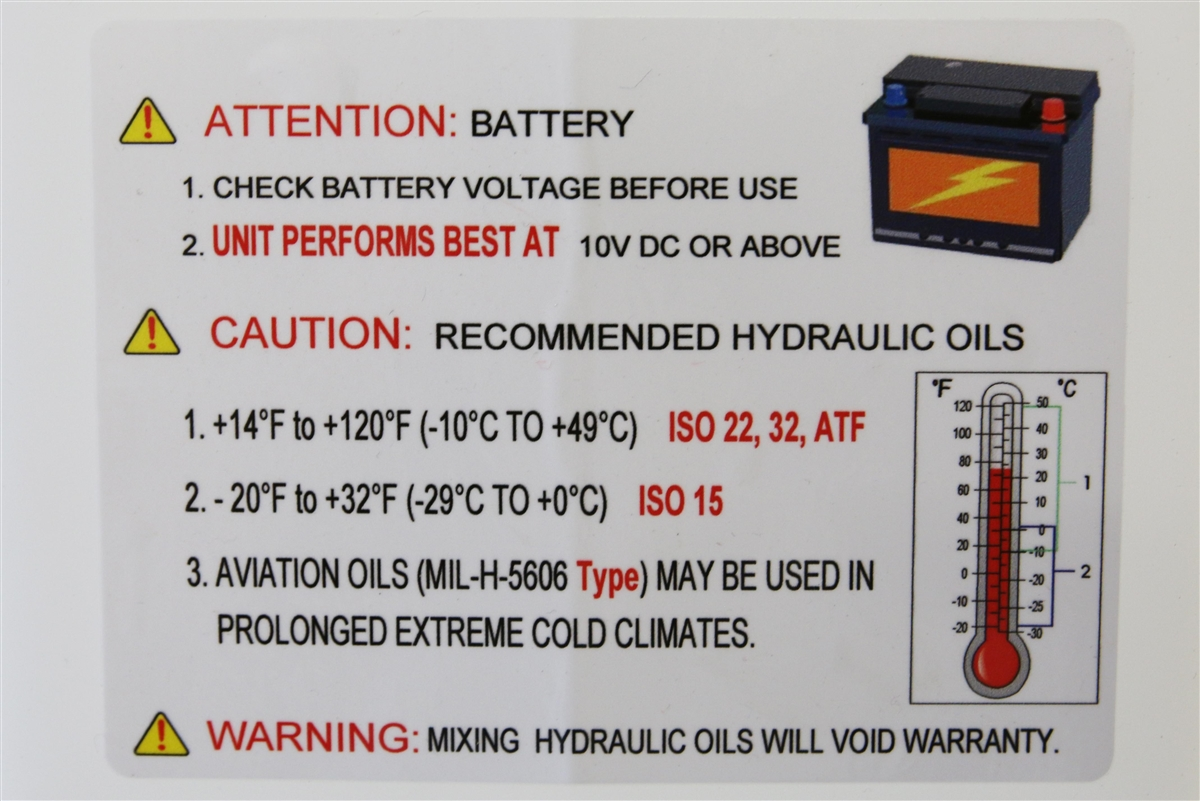 ATTENTION: BATTERY
1. CHECK BATTERY VOLTAGE BEFORE USE
2. UNIT PERFORMS BEST AT 10V DC OR ABOVE
CAUTION: RECOMMENDED HYDRAULIC OILS
1. +14°F to +120°F (-10°C TO +49°C) ISO 22, 32, ATF
2. - 20°F to +32°F (-29°C TO +0°C) ISO 15
3. AVIATION OILS (MIL-H-5606 Type) MAY BE USED IN
PROLONGED EXTREME COLD CLIMATES.
°F °C
120 50
100 40
80 30
60 20
40 10
20 0
0 -10
-10 -20
-20 -25
-30
1
2
WARNING: MIXING HYDRAULIC OILS WILL VOID WARRANTY.